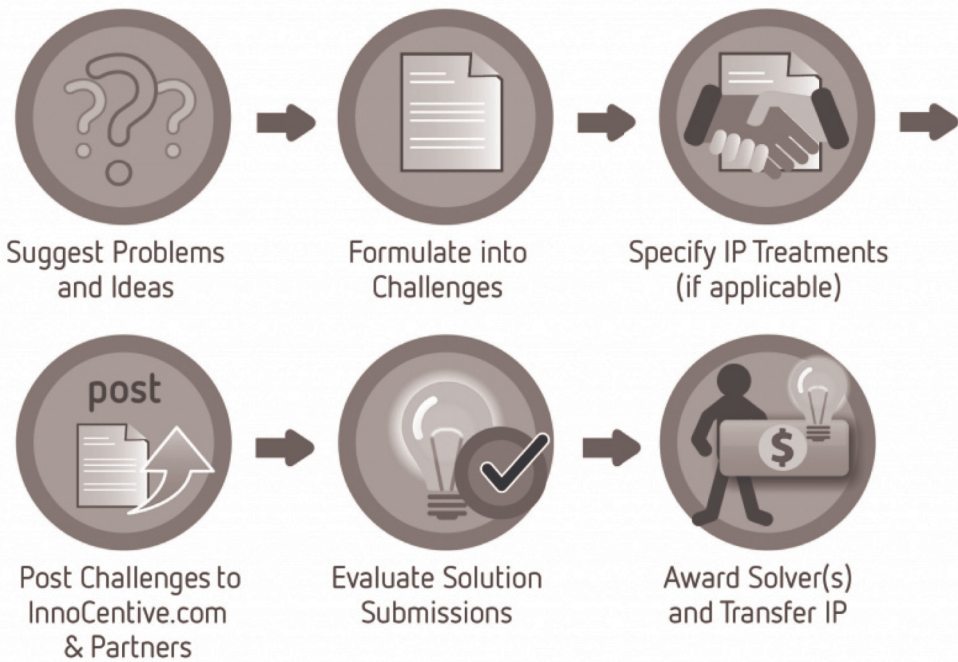 Suggest Problems
and Ideas
Formulate into
Challenges
Specify IP Treatments
(if applicable)
post
$
Post Challenges to
InnoCentive.com
& Partners
Evaluate Solution
Submissions
Award Solver(s)
and Transfer IP